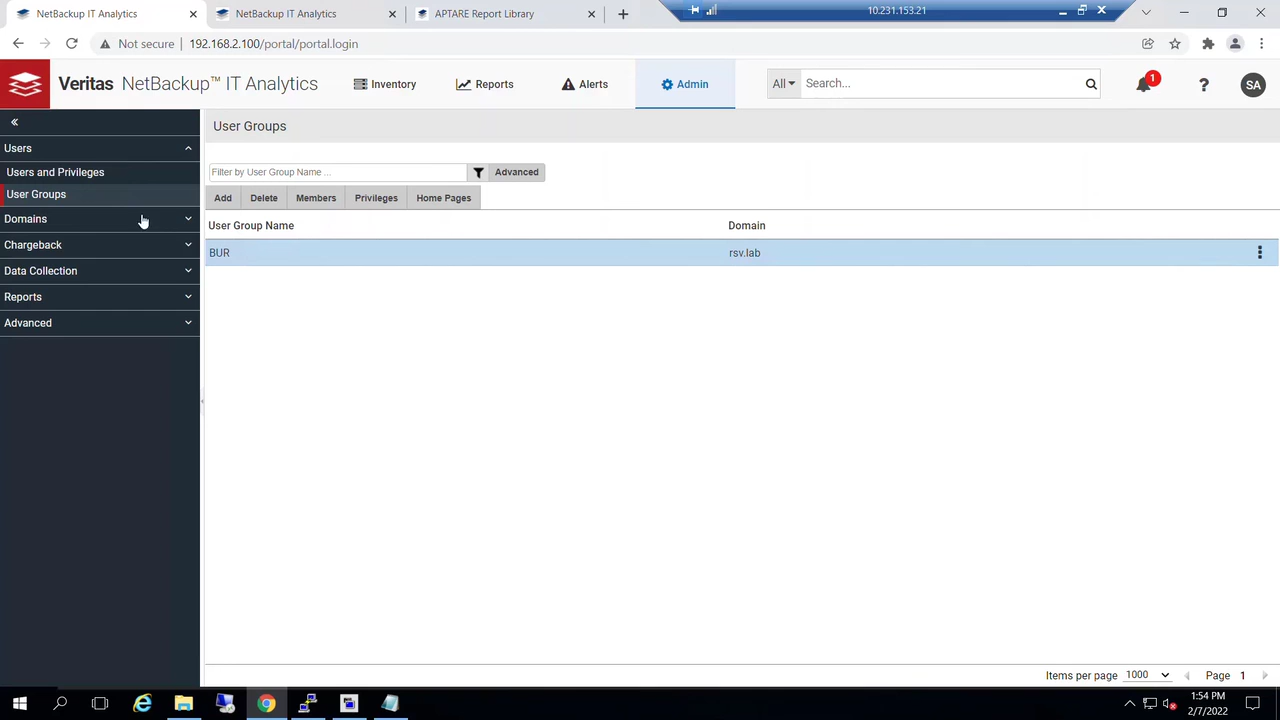 NetBackup IT Analytics
NetBackup IT Analytics
APTARE Report Library
10.231.153.21
Not secure
192.168.2.100/portal/portal.login
Veritas NetBackup™ IT Analytics
Inventory
Reports
Alerts
Admin
All
Search...
1
?
SA
Users
Users and Privileges
User Groups
Domains
Chargeback
Data Collection
Reports
Advanced
User Groups
Filter by User Group Name ...
Advanced
Add
Delete
Members
Privileges
Home Pages
User Group Name
Domain
BUR
rsv.lab
Items per page
1000
Page
1
1:54 PM
2/7/2022